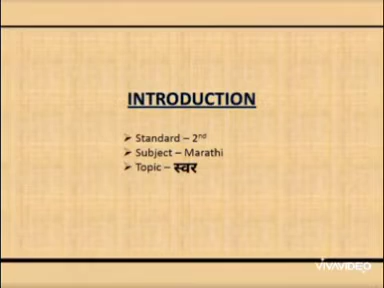 INTRODUCTION
➢ Standard – 2nd
➢ Subject – Marathi
➢ Topic – स्वर
VIVAVIDEO